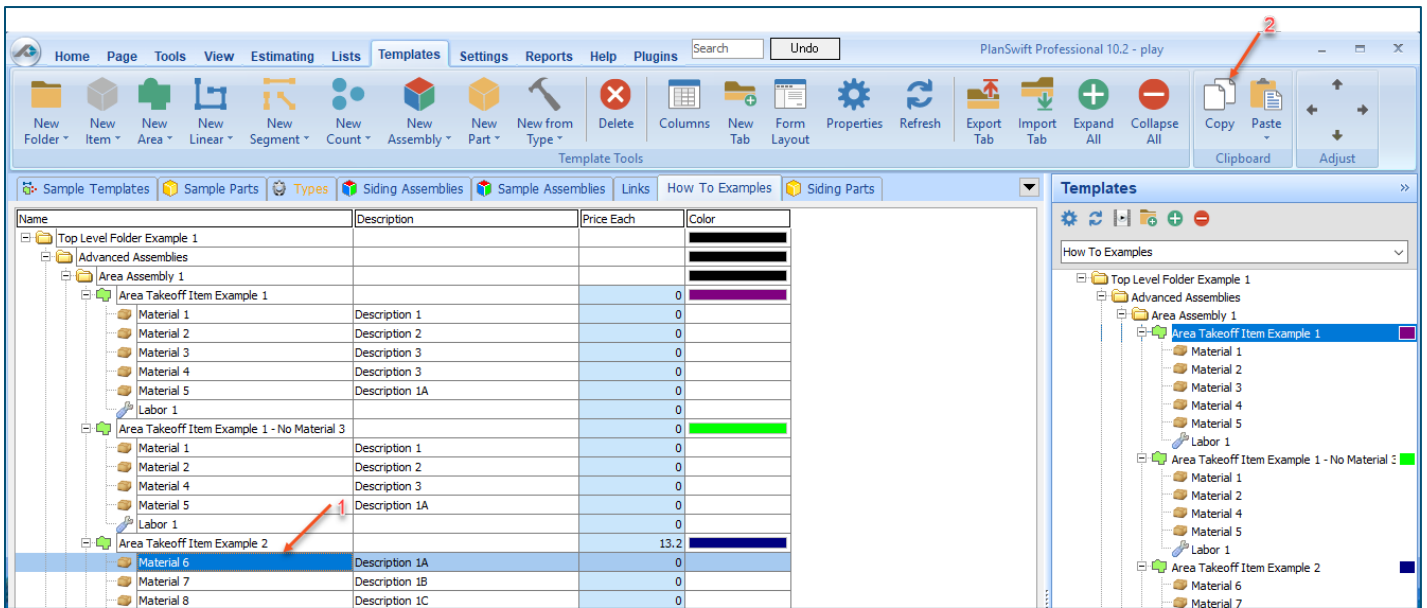 2
Home Page Tools View Estimating Lists Templates Settings Reports Help Plugins Search Undo PlanSwift Professional 10.2 - play
New Folder New Item New Area New Linear New Segment New Count New Assembly New Part New from Type Delete Columns New Tab Form Layout Properties Refresh Export Tab Import Tab Expand All Collapse All Copy Paste
Template Tools Clipboard Adjust
Sample Templates Sample Parts Types Siding Assemblies Sample Assemblies Links How To Examples Siding Parts
Name Description Price Each Color
Top Level Folder Example 1
Advanced Assemblies
Area Assembly 1
Area Takeoff Item Example 1 0
Material 1 Description 1 0
Material 2 Description 2 0
Material 3 Description 3 0
Material 4 Description 3 0
Material 5 Description 1A 0
Labor 1 0
Area Takeoff Item Example 1 - No Material 3 0
Material 1 Description 1 0
Material 2 Description 2 0
Material 4 Description 3 0
Material 5 Description 1A 0
1
Labor 1 0
Area Takeoff Item Example 2 13.2
Material 6 Description 1A 0
Material 7 Description 1B 0
Material 8 Description 1C 0
Templates
How To Examples
Top Level Folder Example 1
Advanced Assemblies
Area Assembly 1
Area Takeoff Item Example 1
Material 1
Material 2
Material 3
Material 4
Material 5
Labor 1
Area Takeoff Item Example 1 - No Material 3
Material 1
Material 2
Material 4
Material 5
Labor 1
Area Takeoff Item Example 2
Material 6
Material 7